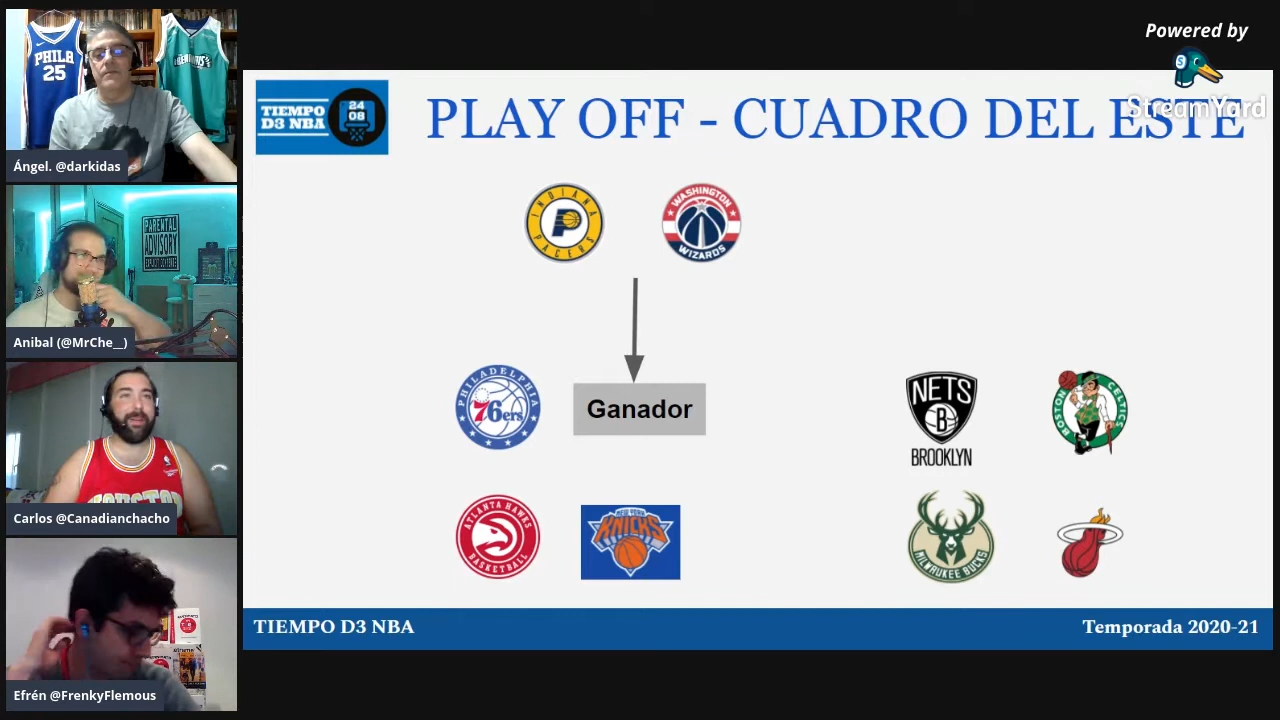 Powered by
StreamYard
PHILA
25
Ángel. @darkidas
PARENTAL
ADVISORY
EXPLICIT CONTENT
Anibal (@MrChe__)
Carlos @Canadianchacho
Efrén @FrenkyFlemous
TIEMPO
D3 NBA
24
08
PLAY OFF - CUADRO DEL ESTE
INDIANA
PACERS
WASHINGTON
WIZARDS
PHILADELPHIA
76ers
Ganador
NETS
B
BROOKLYN
BOSTON
CELTICS
ATLANTA HAWKS
BASKETBALL
NEW YORK
KNICKS
MILWAUKEE BUCKS
TIEMPO D3 NBA
Temporada 2020-21